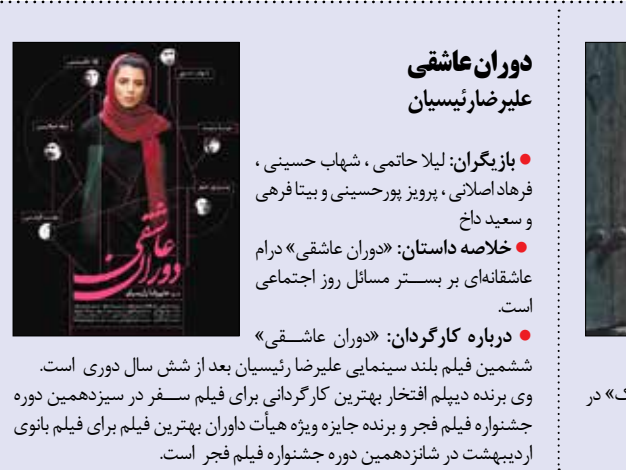 دوران عاشقی
علیرضا رئیسیان
● بازیگران: لیلا حاتمی ، شهاب حسینی ،
فرهاد اصلانی ، پرویز پورحسینی و بیتا فرهی
و سعید داخ
● خلاصه داستان: «دوران عاشقی» درام
عاشقانه‌ای بر بستر مسائل روز اجتماعی
است.
● درباره کارگردان: «دوران عاشقی»
ششمین فیلم بلند سینمایی علیرضا رئیسیان بعد از شش سال دوری است.
وی برنده دیپلم افتخار بهترین کارگردانی برای فیلم سفر در سیزدهمین دوره
جشنواره فیلم فجر و برنده جایزه ویژه هیأت داوران بهترین فیلم برای فیلم بانوی
اردیبهشت در شانزدهمین دوره جشنواره فیلم فجر است.
ک» در
دوران
عاشقی